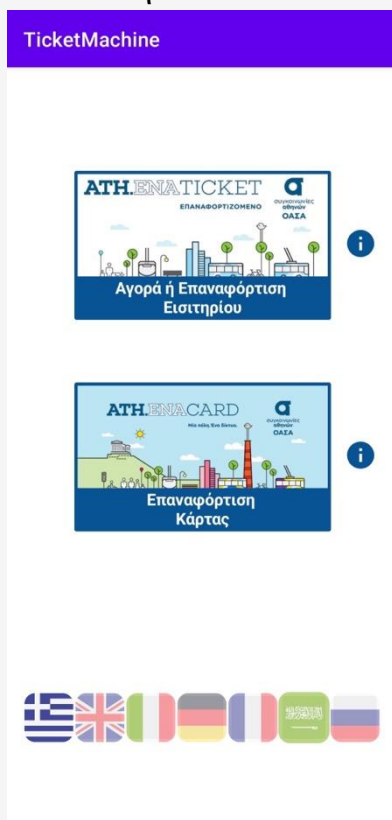 TicketMachine
ATH.ENA TICKET
ΕΠΑΝΑΦΟΡΤΙΖΟΜΕΝΟ
συγκοινωνίες
αθηνών
ΟΑΣΑ
i
Αγορά ή Επαναφόρτιση
Εισιτηρίου
ATH.ENA CARD
Μία πόλη, Ένα δίκτυο.
συγκοινωνίες
αθηνών
ΟΑΣΑ
i
Επαναφόρτιση
Κάρτας